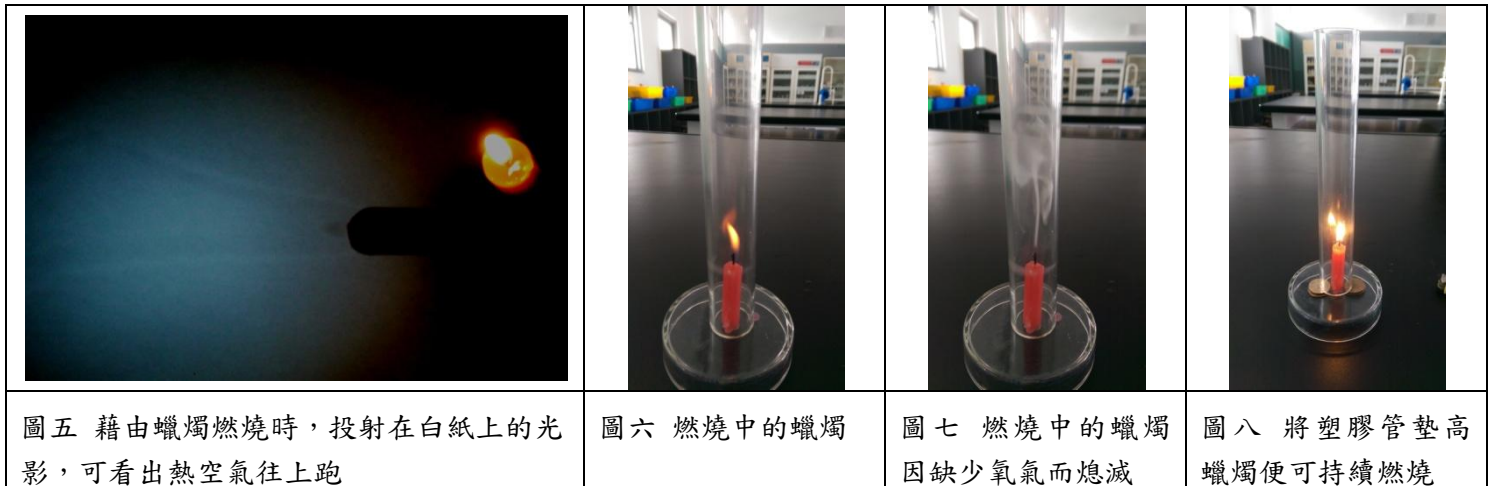 圖五 藉由蠟燭燃燒時，投射在白紙上的光
影，可看出熱空氣往上跑
圖六 燃燒中的蠟燭
圖七 燃燒中的蠟燭
因缺少氧氣而熄滅
圖八 將塑膠管墊高
蠟燭便可持續燃燒